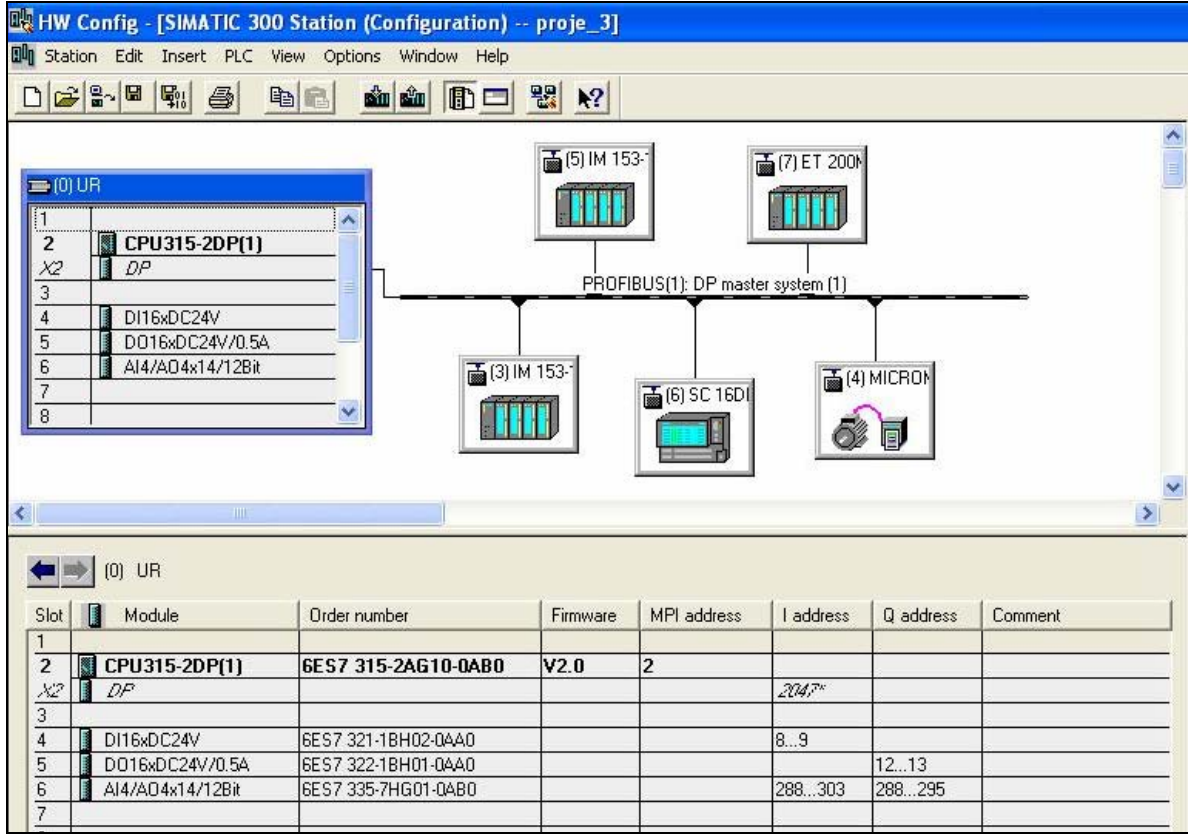 HW Config - [SIMATIC 300 Station (Configuration) -- proje_3]
Station Edit Insert PLC View Options Window Help
(5) IM 153-
(7) ET 200M
(0) UR
1
2 CPU315-2DP(1)
X2 DP
3
4 DI16xDC24V
5 DO16xDC24V/0.5A
6 AI4/AO4x14/12Bit
7
8
PROFIBUS(1): DP master system (1)
(3) IM 153-
(6) SC 16DI
(4) MICROM
(0) UR
Slot Module Order number Firmware MPI address I address Q address Comment
1
2 CPU315-2DP(1) 6ES7 315-2AG10-0AB0 V2.0 2
X2 DP 2047*
3
4 DI16xDC24V 6ES7 321-1BH02-0AA0 8...9
5 DO16xDC24V/0.5A 6ES7 322-1BH01-0AA0 12...13
6 AI4/AO4x14/12Bit 6ES7 335-7HG01-0AB0 288...303 288...295
7